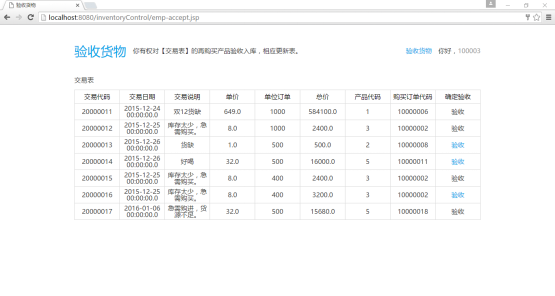 验收货物
localhost:8080/inventoryControl/emp-accept.jsp
验收货物 你有权对【交易表】的再购买产品验收入库，相应更新表。 验收货物 你好，100003
交易表
交易代码 交易日期 交易说明 单价 单位订单 总价 产品代码 购买订单代码 确定验收
20000011 2015-12-24 00:00:00.0 双12货缺 649.0 1000 584100.0 1 10000006 验收
20000012 2015-12-25 00:00:00.0 库存太少，急需购买。 8.0 1000 2400.0 3 10000002 验收
20000013 2015-12-26 00:00:00.0 货缺 1.0 500 500.0 2 10000008 验收
20000014 2015-12-26 00:00:00.0 好喝 32.0 500 16000.0 5 10000011 验收
20000015 2015-12-25 00:00:00.0 库存太少，急需购买。 8.0 400 2400.0 3 10000002 验收
20000016 2015-12-25 00:00:00.0 库存太少，急需购买。 8.0 400 3200.0 3 10000002 验收
20000017 2016-01-06 00:00:00.0 急需购进，货源不足。 32.0 500 15680.0 5 10000018 验收